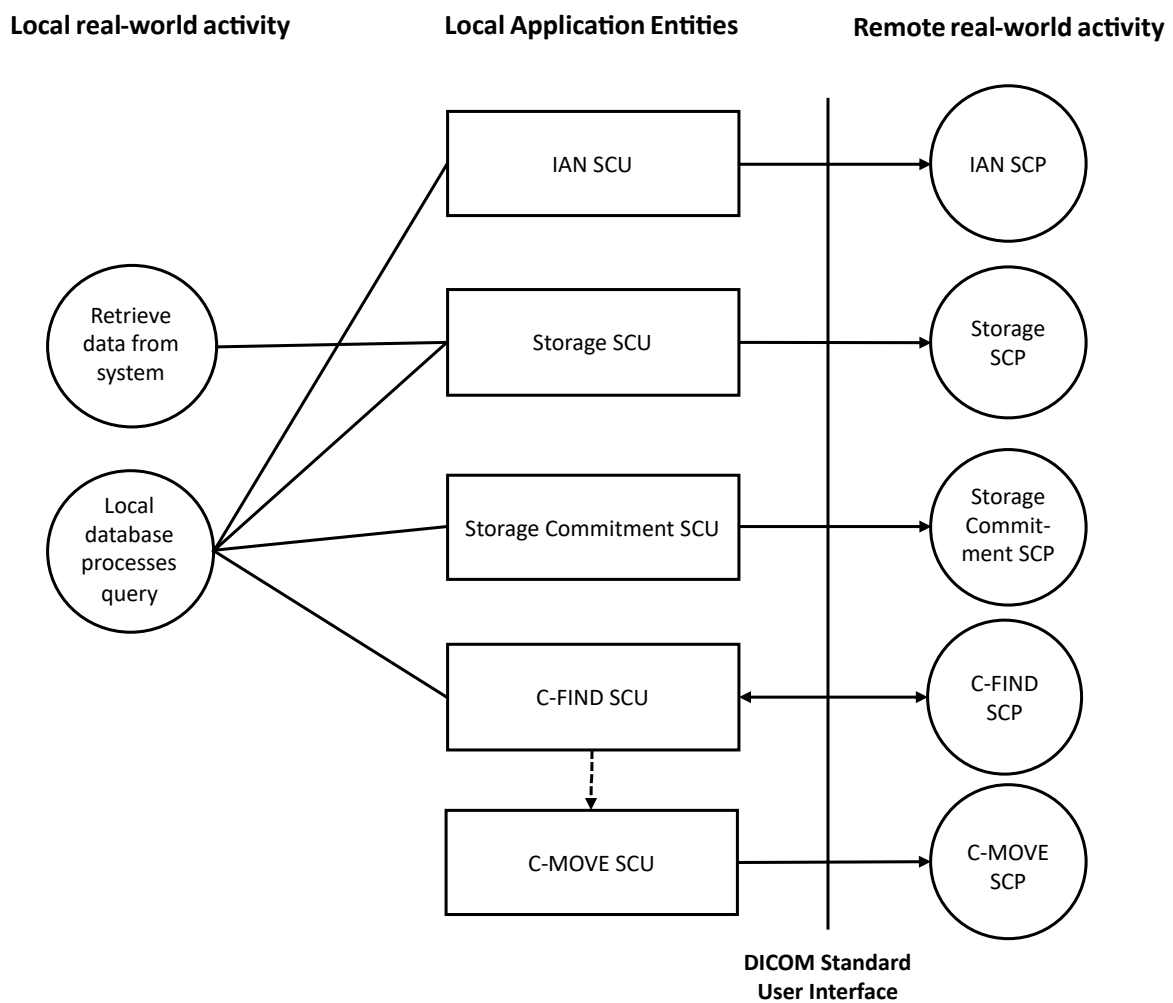 Local real-world activity
Local Application Entities
Remote real-world activity
IAN SCU
IAN SCP
Retrieve
data from
system
Storage SCU
Storage
SCP
Local
database
processes
query
Storage Commitment SCU
Storage
Commit-
ment SCP
C-FIND SCU
C-FIND
SCP
C-MOVE SCU
C-MOVE
SCP
DICOM Standard
User Interface